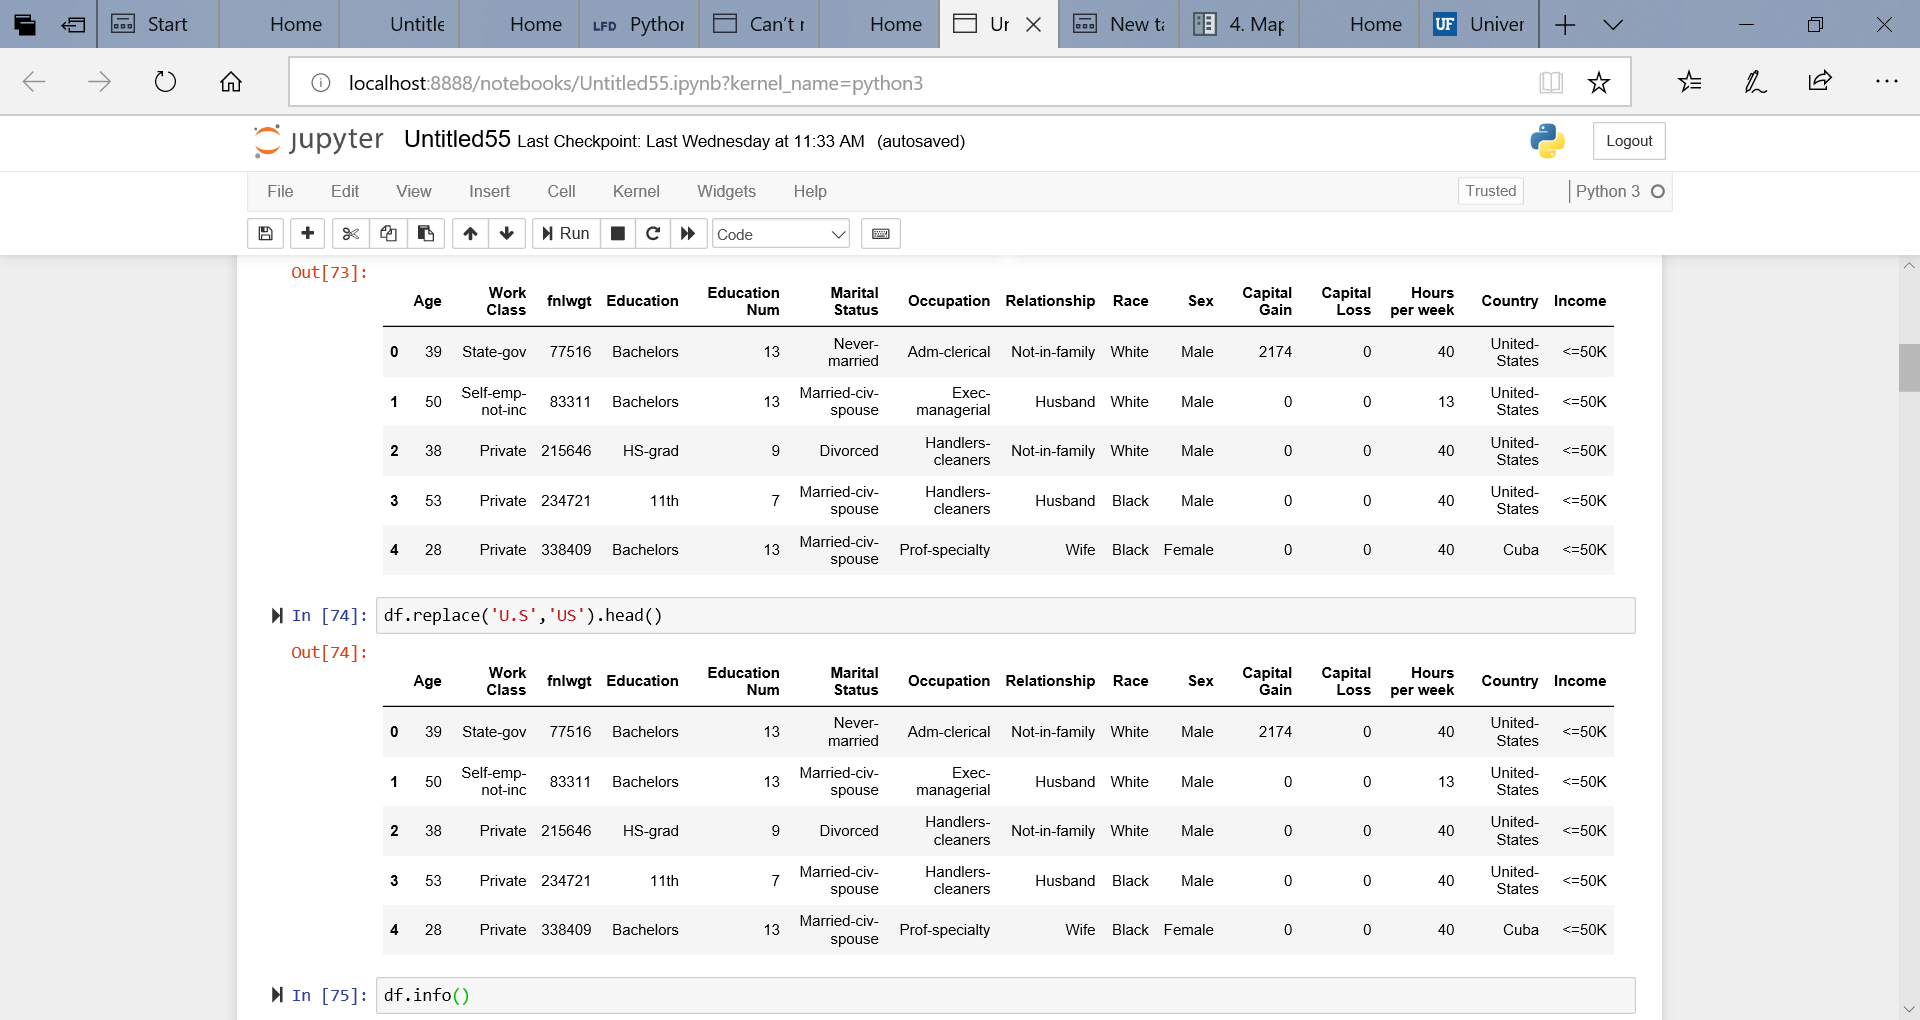 Start Home Untitle Home LFD Python Can't r Home Ur New ta 4. Map Home UF Univer
localhost:8888/notebooks/Untitled55.ipynb?kernel_name=python3
jupyter Untitled55 Last Checkpoint: Last Wednesday at 11:33 AM (autosaved) Logout
File Edit View Insert Cell Kernel Widgets Help Trusted Python 3
Run Code
Out[73]:
Age Work Class fnlwgt Education Education Num Marital Status Occupation Relationship Race Sex Capital Gain Capital Loss Hours per week Country Income
0 39 State-gov 77516 Bachelors 13 Never-married Adm-clerical Not-in-family White Male 2174 0 40 United-States <=50K
1 50 Self-emp-not-inc 83311 Bachelors 13 Married-civ-spouse Exec-managerial Husband White Male 0 0 13 United-States <=50K
2 38 Private 215646 HS-grad 9 Divorced Handlers-cleaners Not-in-family White Male 0 0 40 United-States <=50K
3 53 Private 234721 11th 7 Married-civ-spouse Handlers-cleaners Husband Black Male 0 0 40 United-States <=50K
4 28 Private 338409 Bachelors 13 Married-civ-spouse Prof-specialty Wife Black Female 0 0 40 Cuba <=50K
In [74]: df.replace('U.S','US').head()
Out[74]:
Age Work Class fnlwgt Education Education Num Marital Status Occupation Relationship Race Sex Capital Gain Capital Loss Hours per week Country Income
0 39 State-gov 77516 Bachelors 13 Never-married Adm-clerical Not-in-family White Male 2174 0 40 United-States <=50K
1 50 Self-emp-not-inc 83311 Bachelors 13 Married-civ-spouse Exec-managerial Husband White Male 0 0 13 United-States <=50K
2 38 Private 215646 HS-grad 9 Divorced Handlers-cleaners Not-in-family White Male 0 0 40 United-States <=50K
3 53 Private 234721 11th 7 Married-civ-spouse Handlers-cleaners Husband Black Male 0 0 40 United-States <=50K
4 28 Private 338409 Bachelors 13 Married-civ-spouse Prof-specialty Wife Black Female 0 0 40 Cuba <=50K
In [75]: df.info()